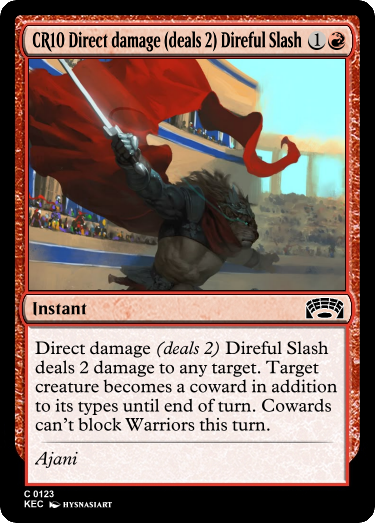 CR10 Direct damage (deals 2) Direful Slash 1
Instant
Direct damage (deals 2) Direful Slash
deals 2 damage to any target. Target
creature becomes a coward in addition
to its types until end of turn. Cowards
can't block Warriors this turn.
Ajani
C 0123
KEC HYSNASIART